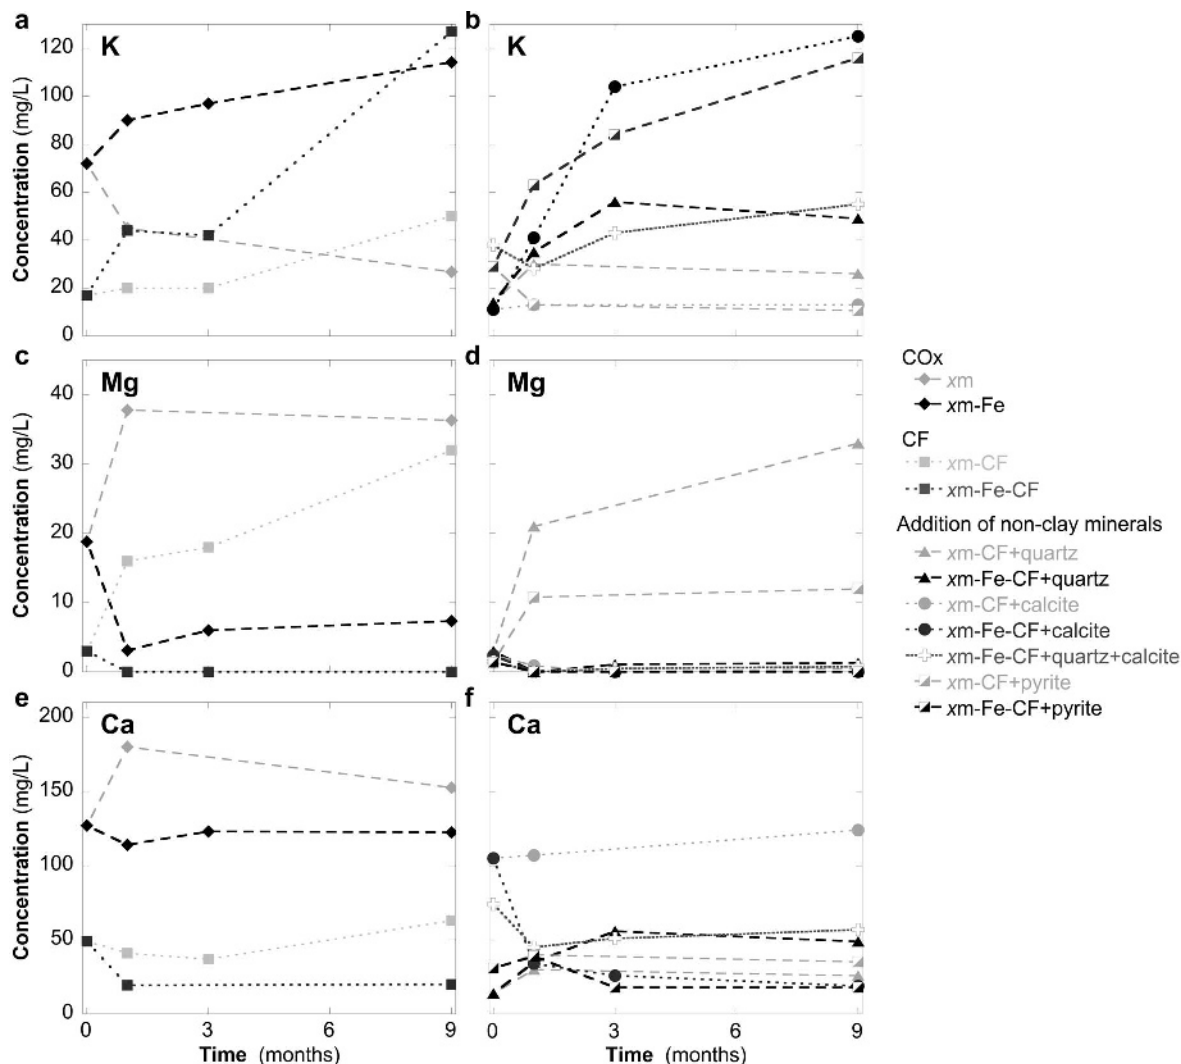 a
K
Concentration (mg/L)
120
100
80
60
40
20
0
b
K
c
Mg
Concentration (mg/L)
40
30
20
10
0
d
Mg
e
Ca
Concentration (mg/L)
200
150
100
50
0
0
3
6
9
Time (months)
f
Ca
0
3
6
9
Time (months)
COx
xm
xm-Fe
CF
xm-CF
xm-Fe-CF
Addition of non-clay minerals
xm-CF+quartz
xm-Fe-CF+quartz
xm-CF+calcite
xm-Fe-CF+calcite
xm-Fe-CF+quartz+calcite
xm-CF+pyrite
xm-Fe-CF+pyrite